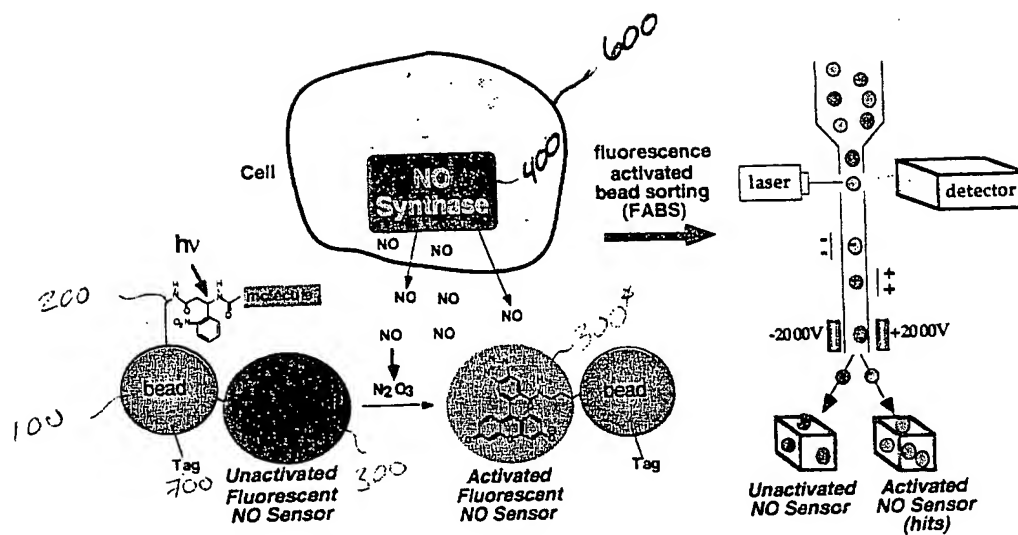 600
Cell
NO
Synthase
400
NO NO
fluorescence
activated
bead sorting
(FABS)
laser
detector
hν
200
H
N
O
H
N
O
molecule
O₂N
NO NO NO
NO NO
300*
N₂O₃
bead
100
Tag
700
Unactivated
Fluorescent
NO Sensor
300
Activated
Fluorescent
NO Sensor
bead
Tag
- -
+ +
-2000V
+2000V
Unactivated
NO Sensor
Activated
NO Sensor
(hits)